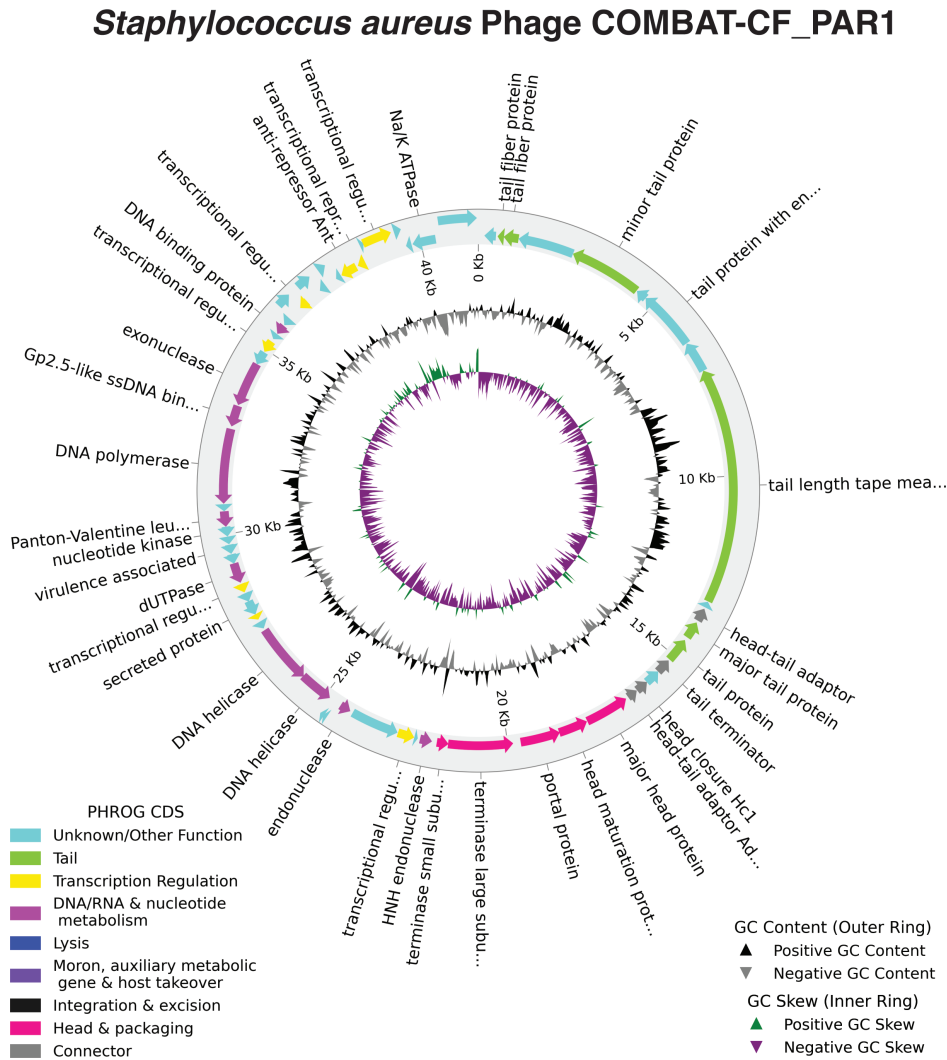 Staphylococcus aureus Phage COMBAT-CF_PAR1
tail fiber protein
tail fiber protein
minor tail protein
tail protein with en...
tail length tape mea...
head-tail adaptor
major tail protein
tail protein
tail terminator
head closure Hc1
head-tail adaptor Ad...
major head protein
head maturation prot...
portal protein
terminase large subu...
terminase small subu...
HNH endonuclease
transcriptional regu...
endonuclease
DNA helicase
DNA helicase
secreted protein
transcriptional regu...
dUTPase
virulence associated
nucleotide kinase
Panton-Valentine leu...
DNA polymerase
Gp2.5-like ssDNA bin...
exonuclease
transcriptional regu...
DNA binding protein
transcriptional regu...
anti-repressor Ant
transcriptional repr...
transcriptional regu...
Na/K ATPase
0 Kb
5 Kb
10 Kb
15 Kb
20 Kb
25 Kb
30 Kb
35 Kb
40 Kb
PHROG CDS
Unknown/Other Function
Tail
Transcription Regulation
DNA/RNA & nucleotide
metabolism
Lysis
Moron, auxiliary metabolic
gene & host takeover
Integration & excision
Head & packaging
Connector
GC Content (Outer Ring)
Positive GC Content
Negative GC Content
GC Skew (Inner Ring)
Positive GC Skew
Negative GC Skew